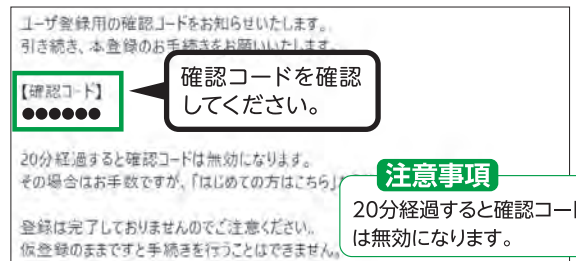 ユーザ登録用の確認コードをお知らせいたします。
引き続き、本登録のお手続きをお願いいたします。
【確認コード】
●●●●●●
確認コードを確認
してください。
20分経過すると確認コードは無効になります。
その場合はお手数ですが、「はじめての方はこちら」
注意事項
20分経過すると確認コード
は無効になります。
登録は完了しておりませんのでご注意ください。
仮登録のままですと手続きを行うことはできません。